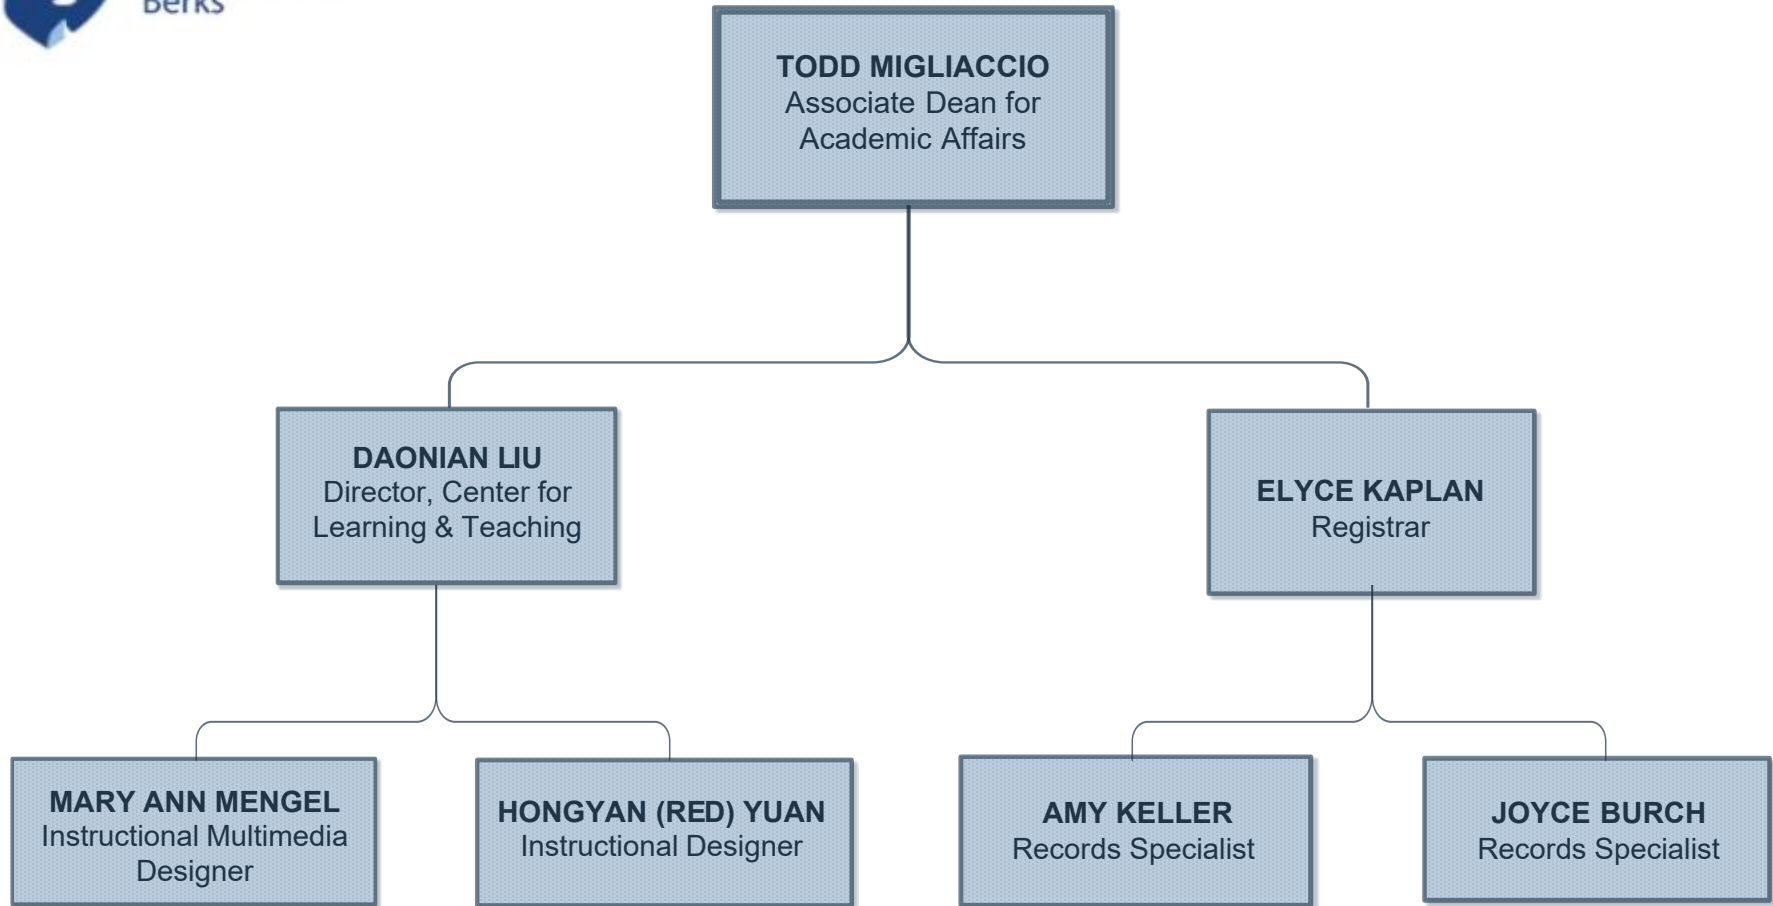 Berks
TODD MIGLIACCIO
Associate Dean for
Academic Affairs
DAONIAN LIU
Director, Center for
Learning & Teaching
ELYCE KAPLAN
Registrar
MARY ANN MENGEL
Instructional Multimedia
Designer
HONGYAN (RED) YUAN
Instructional Designer
AMY KELLER
Records Specialist
JOYCE BURCH
Records Specialist